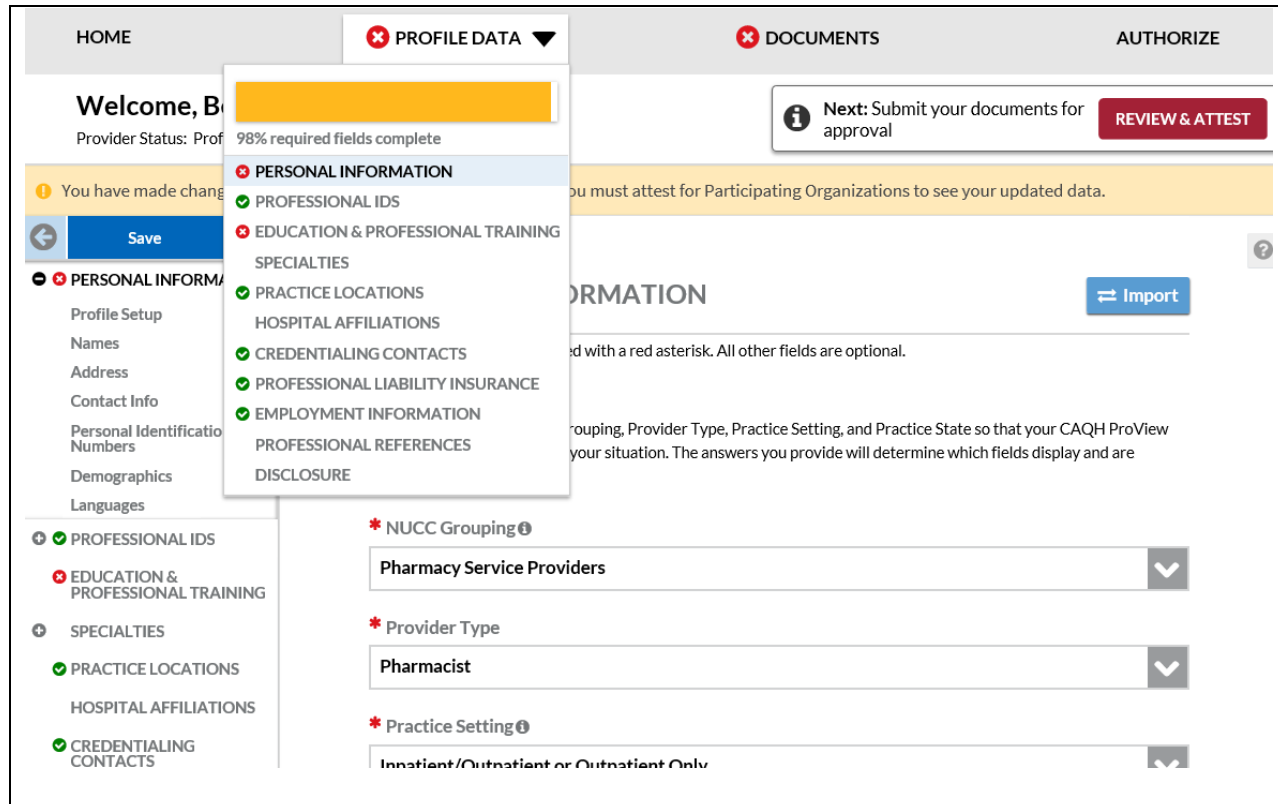 HOME
PROFILE DATA
DOCUMENTS
AUTHORIZE
Welcome, B
Provider Status: Prof
98% required fields complete
PERSONAL INFORMATION
PROFESSIONAL IDS
EDUCATION & PROFESSIONAL TRAINING
SPECIALTIES
PRACTICE LOCATIONS
HOSPITAL AFFILIATIONS
CREDENTIALING CONTACTS
PROFESSIONAL LIABILITY INSURANCE
EMPLOYMENT INFORMATION
PROFESSIONAL REFERENCES
DISCLOSURE
Next: Submit your documents for
approval
REVIEW & ATTEST
You have made chang
ou must attest for Participating Organizations to see your updated data.
Save
PERSONAL INFORMA
Profile Setup
Names
Address
Contact Info
Personal Identificatio
Numbers
Demographics
Languages
PROFESSIONAL IDS
EDUCATION &
PROFESSIONAL TRAINING
SPECIALTIES
PRACTICE LOCATIONS
HOSPITAL AFFILIATIONS
CREDENTIALING
CONTACTS
ORMATION
Import
ed with a red asterisk. All other fields are optional.
rouping, Provider Type, Practice Setting, and Practice State so that your CAQH ProView
your situation. The answers you provide will determine which fields display and are
* NUCC Grouping
Pharmacy Service Providers
* Provider Type
Pharmacist
* Practice Setting
Inpatient/Outpatient or Outpatient Only